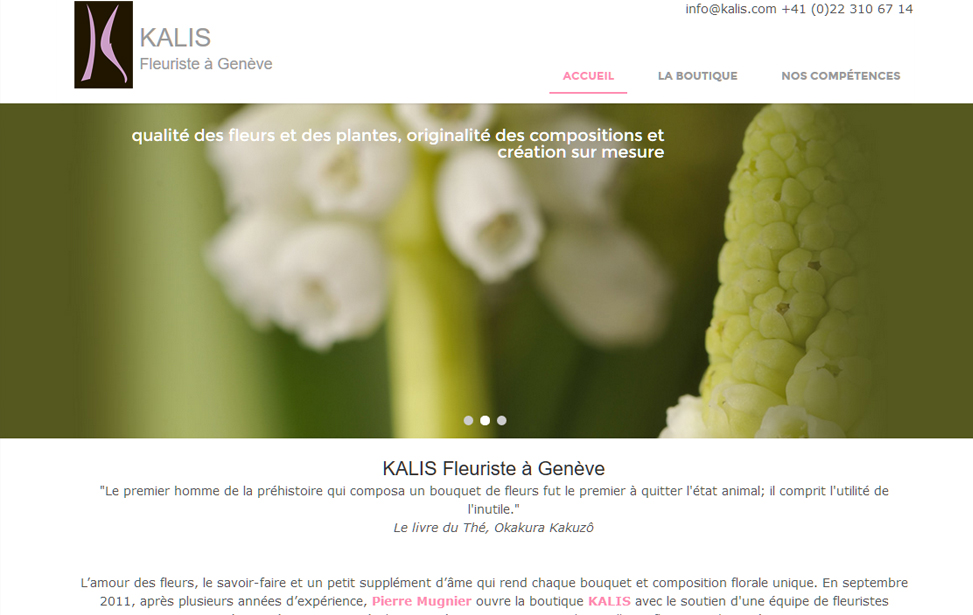 info@kalis.com +41 (0)22 310 67 14
KALIS
Fleuriste à Genève
ACCUEIL LA BOUTIQUE NOS COMPÉTENCES
qualité des fleurs et des plantes, originalité des compositions et
création sur mesure
KALIS Fleuriste à Genève
"Le premier homme de la préhistoire qui composa un bouquet de fleurs fut le premier à quitter l'état animal; il comprit l'utilité de
l'inutile."
Le livre du Thé, Okakura Kakuzô
L’amour des fleurs, le savoir-faire et un petit supplément d’âme qui rend chaque bouquet et composition florale unique. En septembre
2011, après plusieurs années d’expérience, Pierre Mugnier ouvre la boutique KALIS avec le soutien d'une équipe de fleuristes